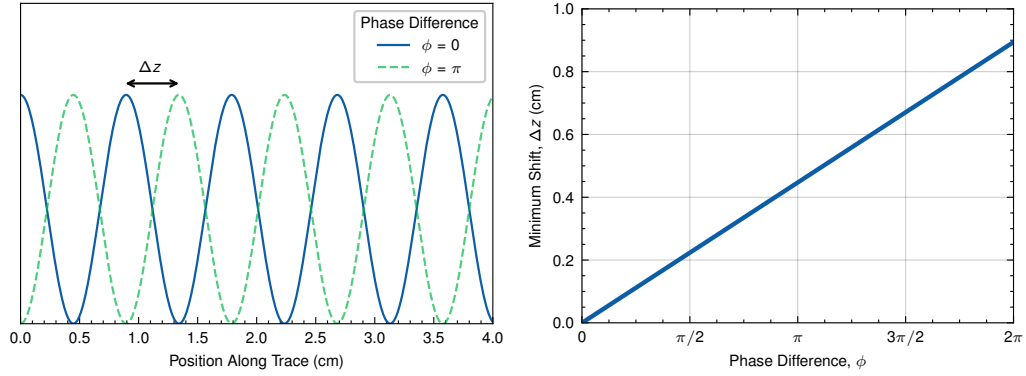 Phase Difference
ϕ = 0
ϕ = π
Δz
0.0 0.5 1.0 1.5 2.0 2.5 3.0 3.5 4.0
Position Along Trace (cm)
Minimum Shift, Δz (cm)
1.0
0.8
0.6
0.4
0.2
0.0
0 π/2 π 3π/2 2π
Phase Difference, ϕ